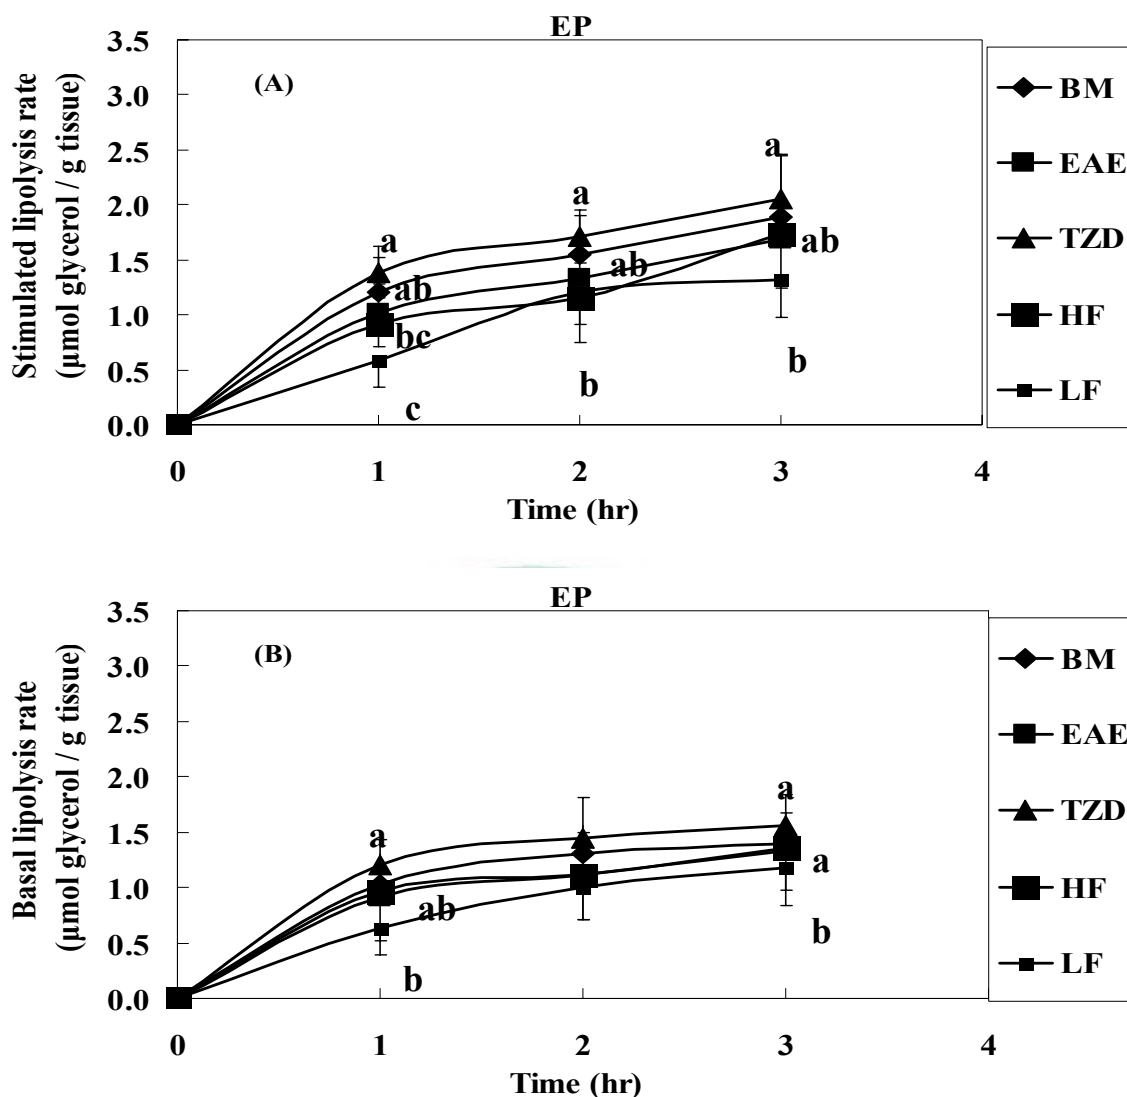 EP
3.5
3.0
2.5
2.0
1.5
1.0
0.5
0.0
Stimulated lipolysis rate
(μmol glycerol / g tissue)
(A)
a
a
a
ab
ab
ab
bc
b
b
c
0 1 2 3 4
Time (hr)
BM
EAE
TZD
HF
LF
EP
3.5
3.0
2.5
2.0
1.5
1.0
0.5
0.0
Basal lipolysis rate
(μmol glycerol / g tissue)
(B)
a
a
a
ab
b
b
0 1 2 3 4
Time (hr)
BM
EAE
TZD
HF
LF